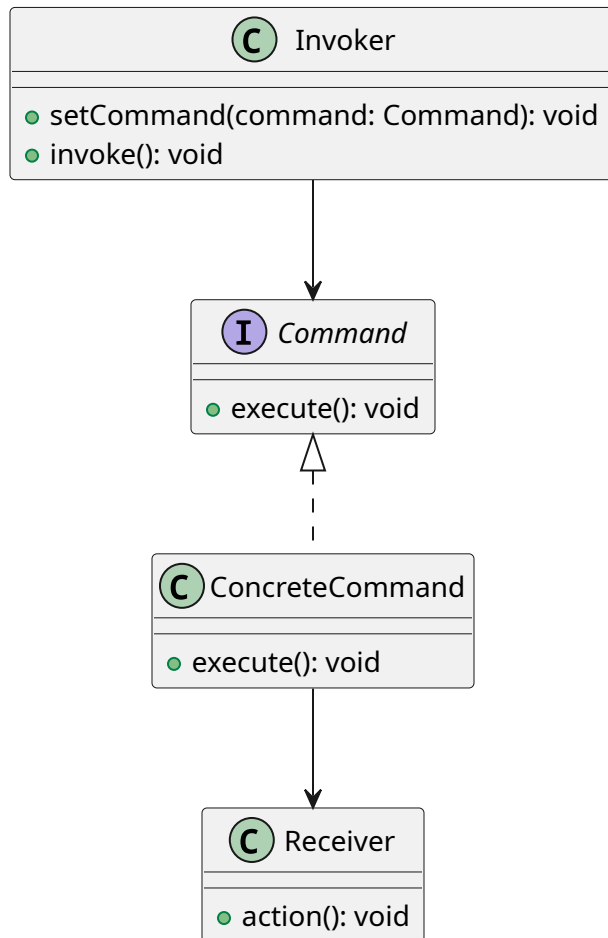 C Invoker
setCommand(command: Command): void
invoke(): void
I Command
execute(): void
C ConcreteCommand
execute(): void
C Receiver
action(): void